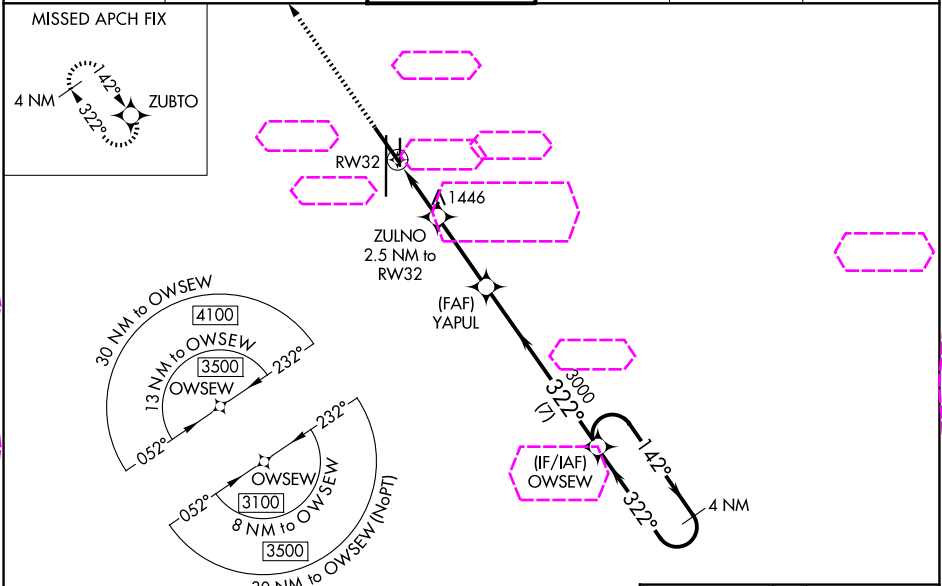 MISSED APCH FIX
142°
4 NM
322°
ZUBTO
RW32
1446
ZULNO
2.5 NM to
RW32
(FAF)
YAPUL
30 NM to OWSEW
4100
13 NM to OWSEW
3500
OWSEW
232°
052°
232°
OWSEW
052°
3100
8 NM to OWSEW
3500
30 NM to OWSEW (NoPT)
3000
322°
(7)
(IF/IAF)
OWSEW
142°
322°
4 NM